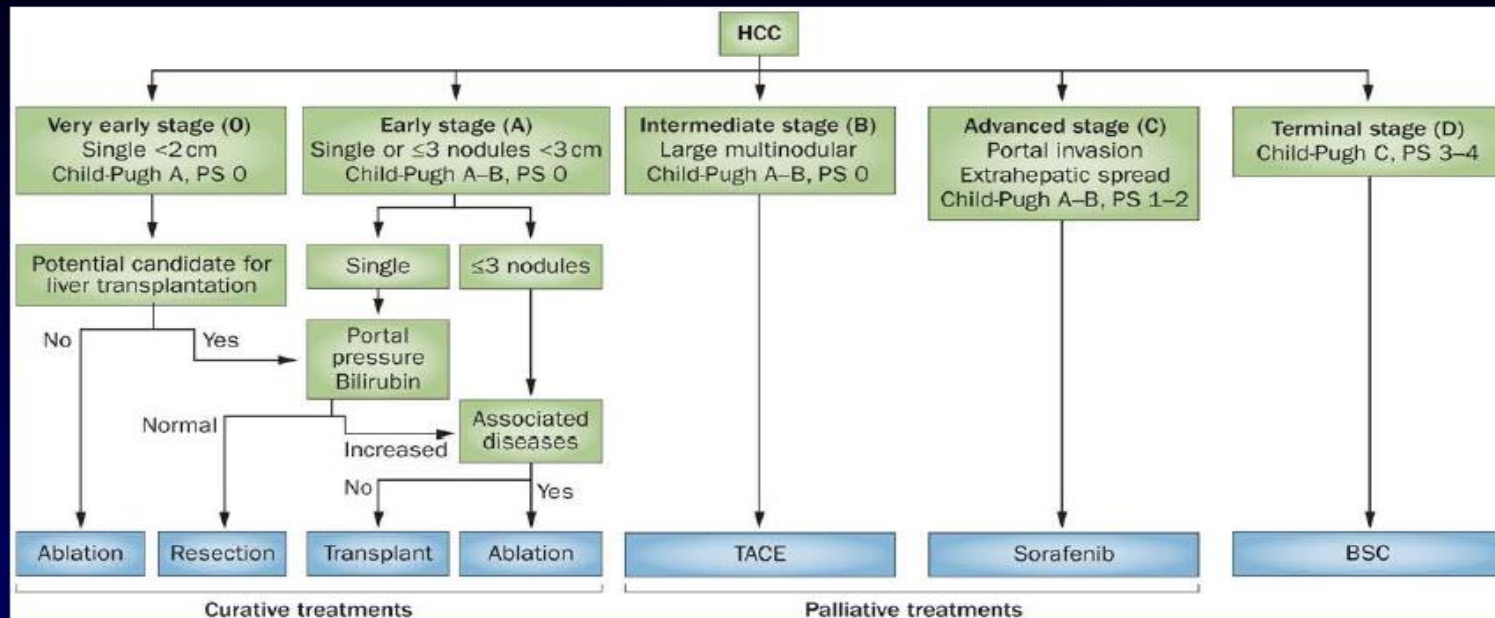 HCC
Very early stage (0)
Single <2 cm
Child-Pugh A, PS 0
Early stage (A)
Single or ≤3 nodules <3 cm
Child-Pugh A–B, PS 0
Intermediate stage (B)
Large multinodular
Child-Pugh A–B, PS 0
Advanced stage (C)
Portal invasion
Extrahepatic spread
Child-Pugh A–B, PS 1–2
Terminal stage (D)
Child-Pugh C, PS 3–4
Potential candidate for
liver transplantation
Single
≤3 nodules
No
Yes
Portal
pressure
Bilirubin
Normal
Increased
Associated
diseases
No
Yes
Ablation
Resection
Transplant
Ablation
TACE
Sorafenib
BSC
Curative treatments
Palliative treatments